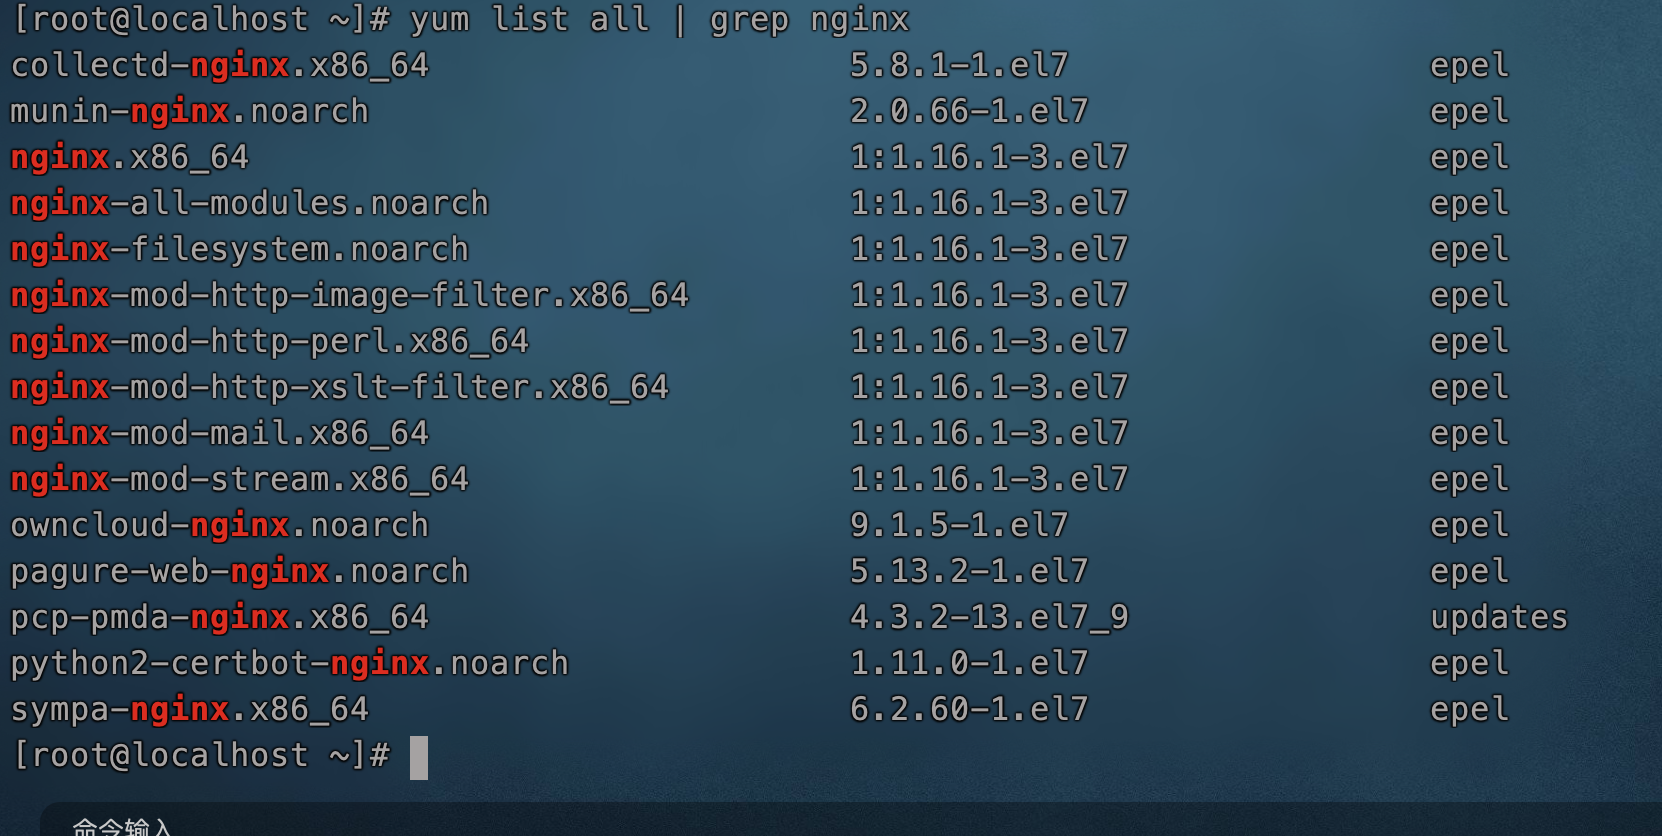 [root@localhost ~]# yum list all | grep nginx
collectd-nginx.x86_64 5.8.1-1.el7 epel
munin-nginx.noarch 2.0.66-1.el7 epel
nginx.x86_64 1:1.16.1-3.el7 epel
nginx-all-modules.noarch 1:1.16.1-3.el7 epel
nginx-filesystem.noarch 1:1.16.1-3.el7 epel
nginx-mod-http-image-filter.x86_64 1:1.16.1-3.el7 epel
nginx-mod-http-perl.x86_64 1:1.16.1-3.el7 epel
nginx-mod-http-xslt-filter.x86_64 1:1.16.1-3.el7 epel
nginx-mod-mail.x86_64 1:1.16.1-3.el7 epel
nginx-mod-stream.x86_64 1:1.16.1-3.el7 epel
owncloud-nginx.noarch 9.1.5-1.el7 epel
pagure-web-nginx.noarch 5.13.2-1.el7 epel
pcp-pmda-nginx.x86_64 4.3.2-13.el7_9 updates
python2-certbot-nginx.noarch 1.11.0-1.el7 epel
sympa-nginx.x86_64 6.2.60-1.el7 epel
[root@localhost ~]#
命令输入